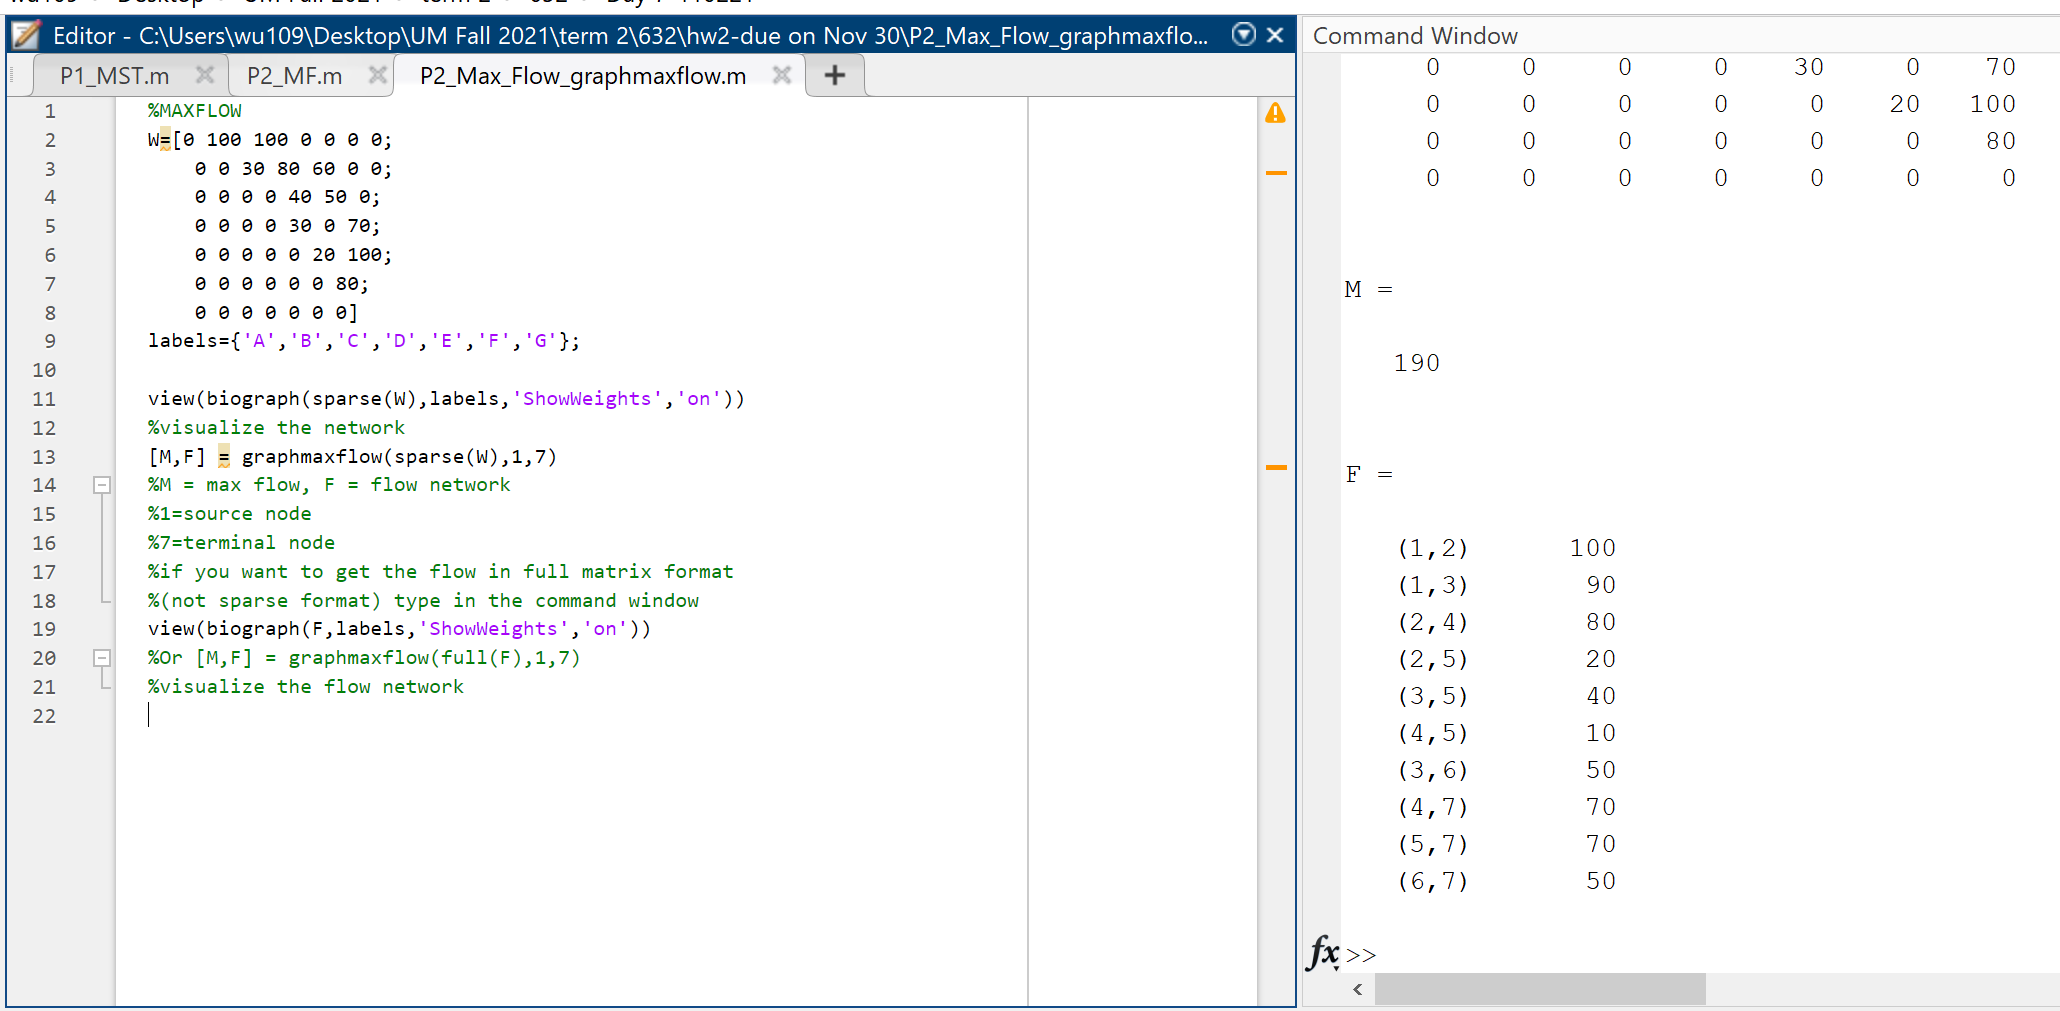 Editor - C:\Users\wu109\Desktop\UM Fall 2021\term 2\632\hw2-due on Nov 30\P2_Max_Flow_graphmaxflo...
P1_MST.m P2_MF.m P2_Max_Flow_graphmaxflow.m
1 %MAXFLOW
2 W=[0 100 100 0 0 0 0;
3 0 0 30 80 60 0 0;
4 0 0 0 0 40 50 0;
5 0 0 0 0 30 0 70;
6 0 0 0 0 0 20 100;
7 0 0 0 0 0 0 80;
8 0 0 0 0 0 0 0]
9 labels={'A','B','C','D','E','F','G'};
10
11 view(biograph(sparse(W),labels,'ShowWeights','on'))
12 %visualize the network
13 [M,F] = graphmaxflow(sparse(W),1,7)
14 %M = max flow, F = flow network
15 %1=source node
16 %7=terminal node
17 %if you want to get the flow in full matrix format
18 %(not sparse format) type in the command window
19 view(biograph(F,labels,'ShowWeights','on'))
20 %Or [M,F] = graphmaxflow(full(F),1,7)
21 %visualize the flow network
22
Command Window
0 0 0 0 30 0 70
0 0 0 0 0 20 100
0 0 0 0 0 0 80
0 0 0 0 0 0 0
M =
190
F =
(1,2) 100
(1,3) 90
(2,4) 80
(2,5) 20
(3,5) 40
(4,5) 10
(3,6) 50
(4,7) 70
(5,7) 70
(6,7) 50
fx >>